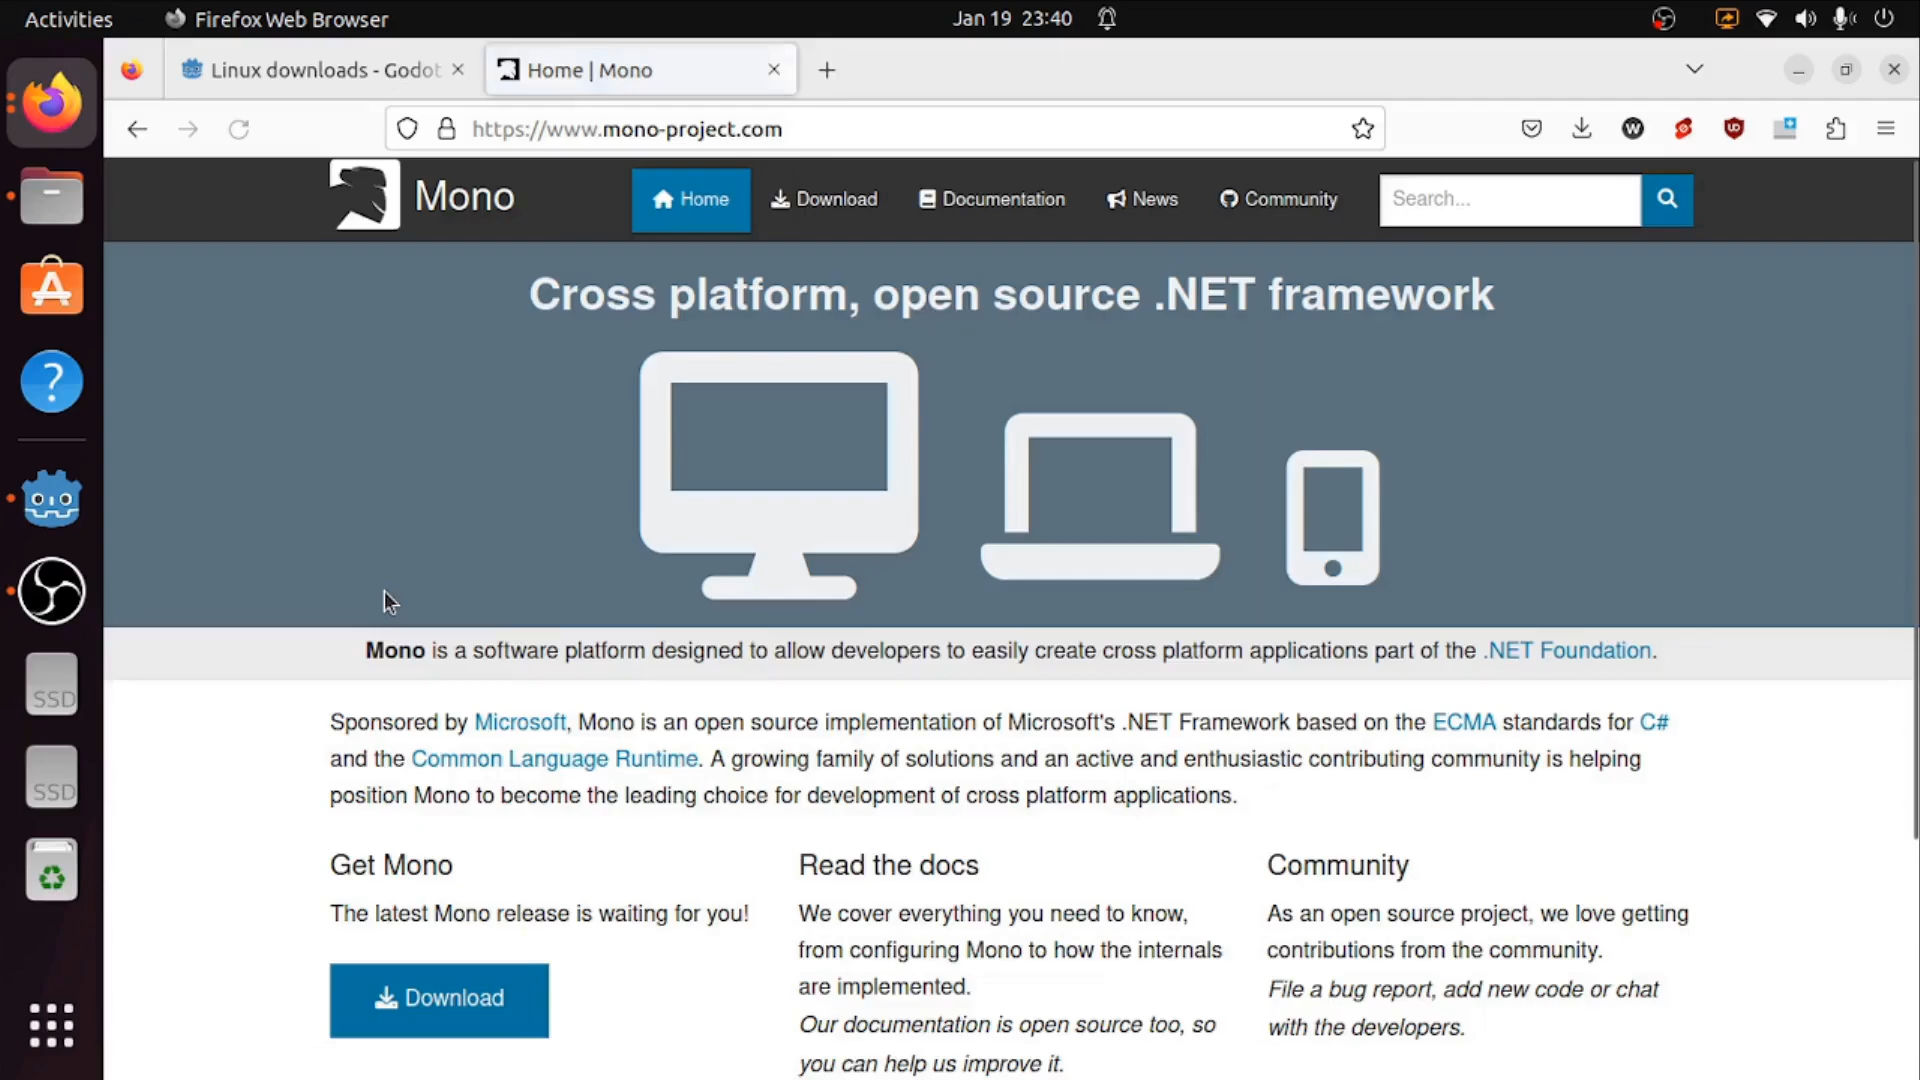 Activities
Firefox Web Browser
Jan 19 23:40
Linux downloads - Godot
Home | Mono
https://www.mono-project.com
Mono
Home
Download
Documentation
News
Community
Search...
Cross platform, open source .NET framework
Mono is a software platform designed to allow developers to easily create cross platform applications part of the .NET Foundation.
Sponsored by Microsoft, Mono is an open source implementation of Microsoft's .NET Framework based on the ECMA standards for C#
and the Common Language Runtime. A growing family of solutions and an active and enthusiastic contributing community is helping
position Mono to become the leading choice for development of cross platform applications.
Get Mono
The latest Mono release is waiting for you!
Download
Read the docs
We cover everything you need to know,
from configuring Mono to how the internals
are implemented.
Our documentation is open source too, so
you can help us improve it.
Community
As an open source project, we love getting
contributions from the community.
File a bug report, add new code or chat
with the developers.
SSD
SSD